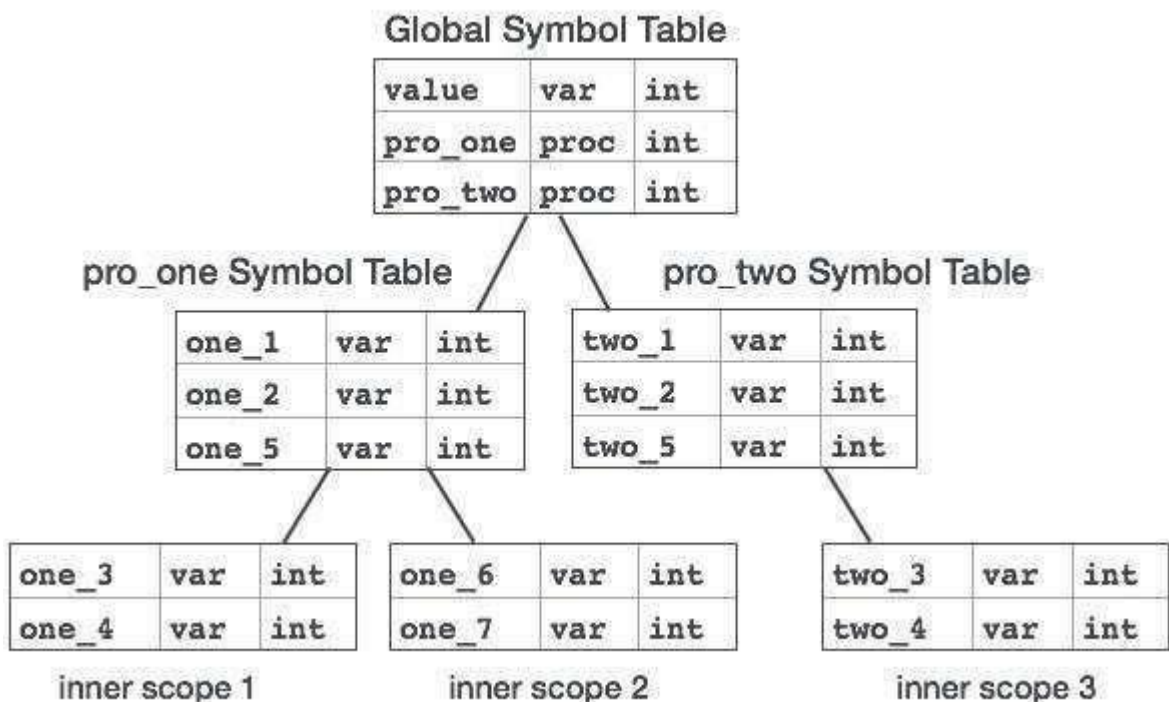 Global Symbol Table
value var int
pro_one proc int
pro_two proc int
pro_one Symbol Table
one_1 var int
one_2 var int
one_5 var int
pro_two Symbol Table
two_1 var int
two_2 var int
two_5 var int
one_3 var int
one_4 var int
inner scope 1
one_6 var int
one_7 var int
inner scope 2
two_3 var int
two_4 var int
inner scope 3